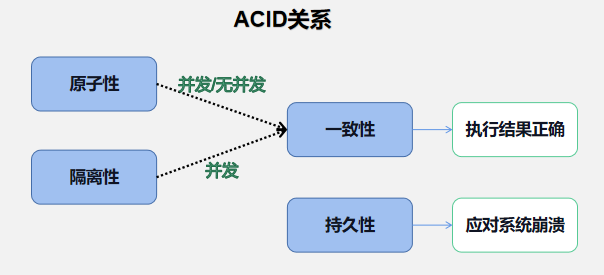 ACID关系
原子性
并发/无并发
一致性
执行结果正确
隔离性
并发
持久性
应对系统崩溃